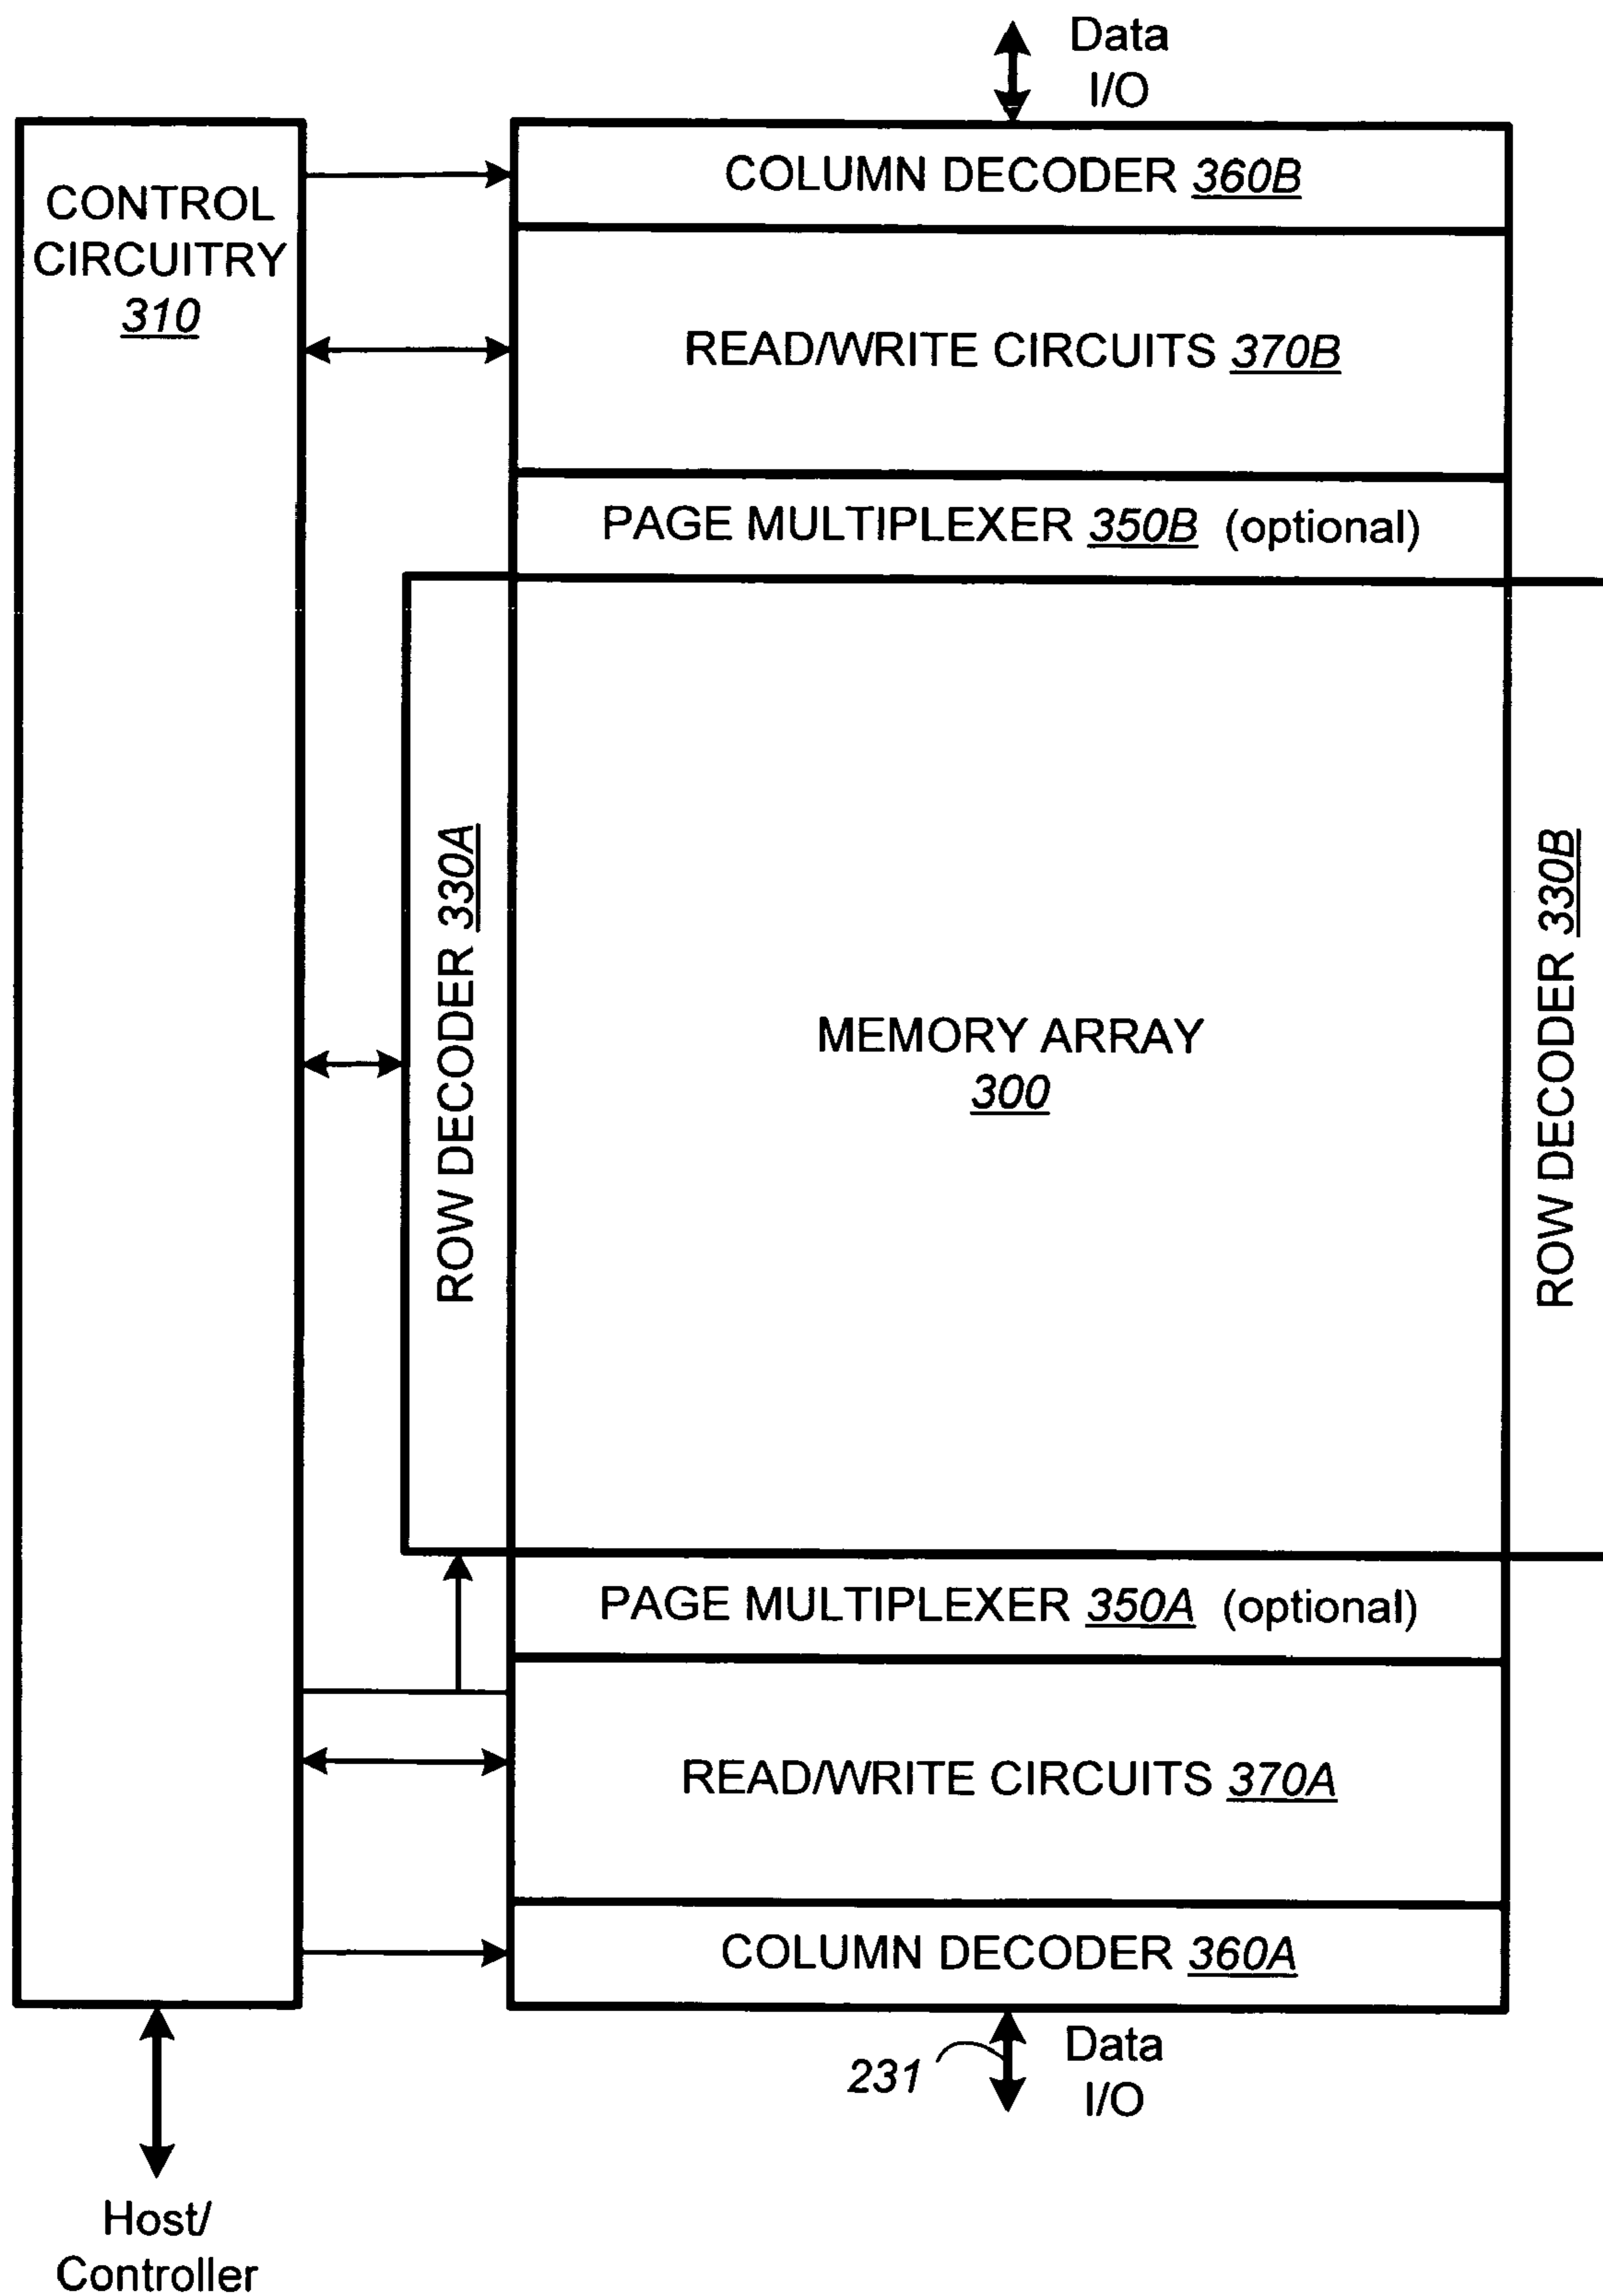 Data
I/O
COLUMN DECODER 360B
CONTROL
CIRCUITRY
310
READ/WRITE CIRCUITS 370B
PAGE MULTIPLEXER 350B (optional)
ROW DECODER 330A
MEMORY ARRAY
300
ROW DECODER 330B
PAGE MULTIPLEXER 350A (optional)
READ/WRITE CIRCUITS 370A
COLUMN DECODER 360A
231
Data
I/O
Host/
Controller